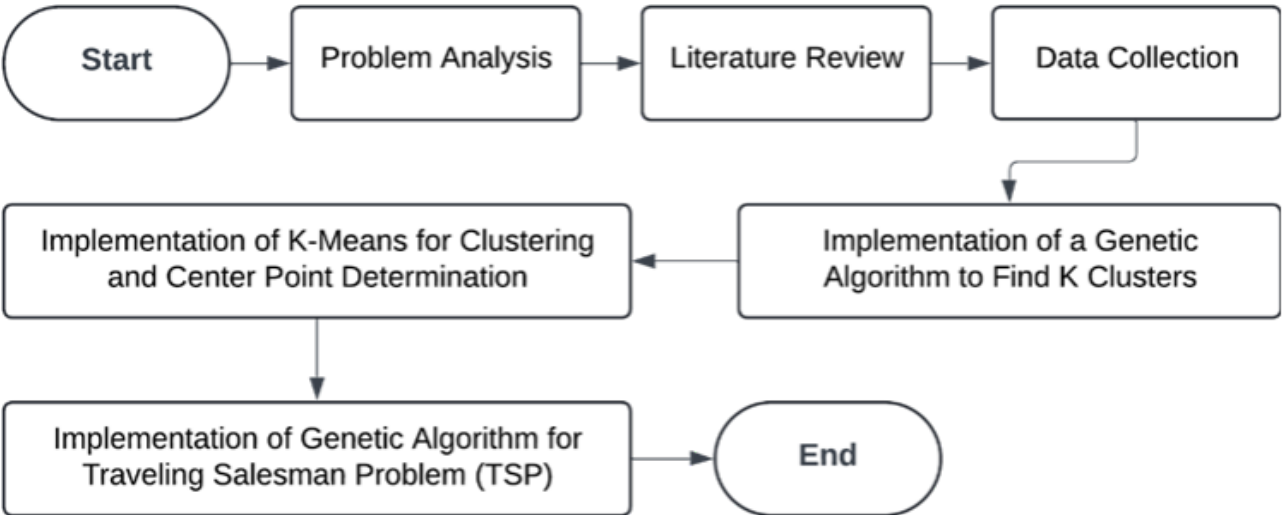 Start
Problem Analysis
Literature Review
Data Collection
Implementation of a Genetic
Algorithm to Find K Clusters
Implementation of K-Means for Clustering
and Center Point Determination
Implementation of Genetic Algorithm for
Traveling Salesman Problem (TSP)
End